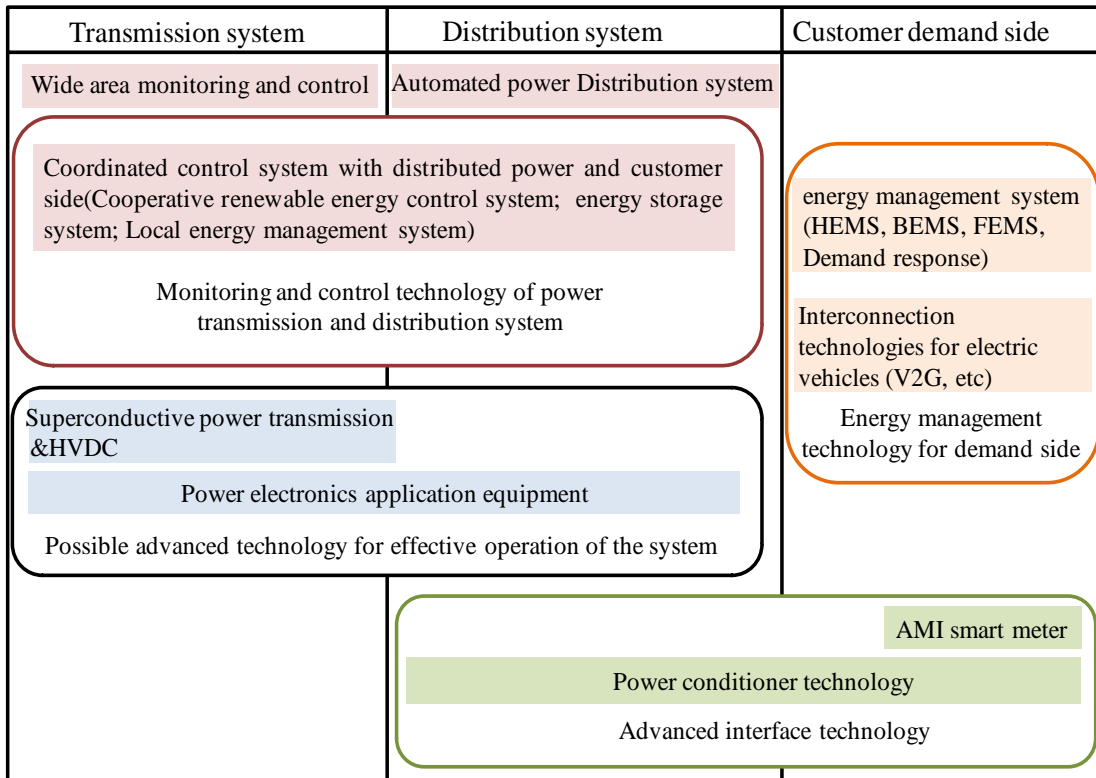 Transmission system
Distribution system
Customer demand side
Wide area monitoring and control
Automated power Distribution system
Coordinated control system with distributed power and customer
side(Cooperative renewable energy control system; energy storage
system; Local energy management system)
Monitoring and control technology of power
transmission and distribution system
energy management system
(HEMS, BEMS, FEMS,
Demand response)
Interconnection
technologies for electric
vehicles (V2G, etc)
Energy management
technology for demand side
Superconductive power transmission
&HVDC
Power electronics application equipment
Possible advanced technology for effective operation of the system
AMI smart meter
Power conditioner technology
Advanced interface technology